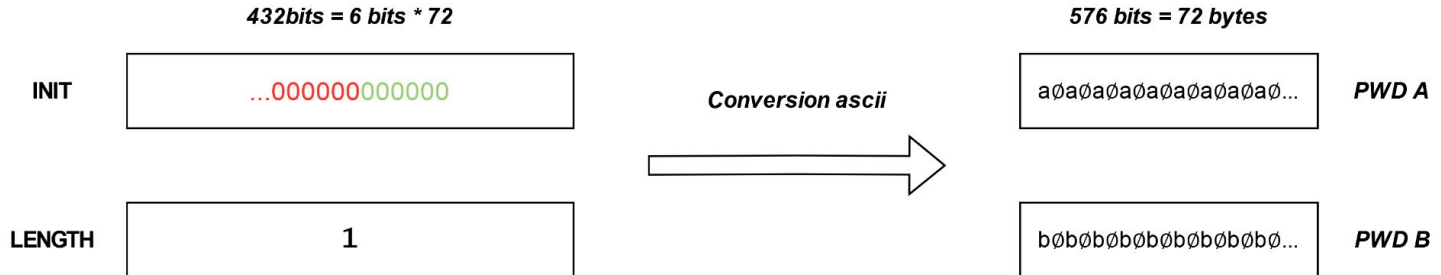 432bits = 6 bits * 72
576 bits = 72 bytes
INIT
...000000000000
Conversion ascii
aøaøaøaøaøaøaøaøaø...
PWD A
LENGTH
1
bøbøbøbøbøbøbøbøbø...
PWD B